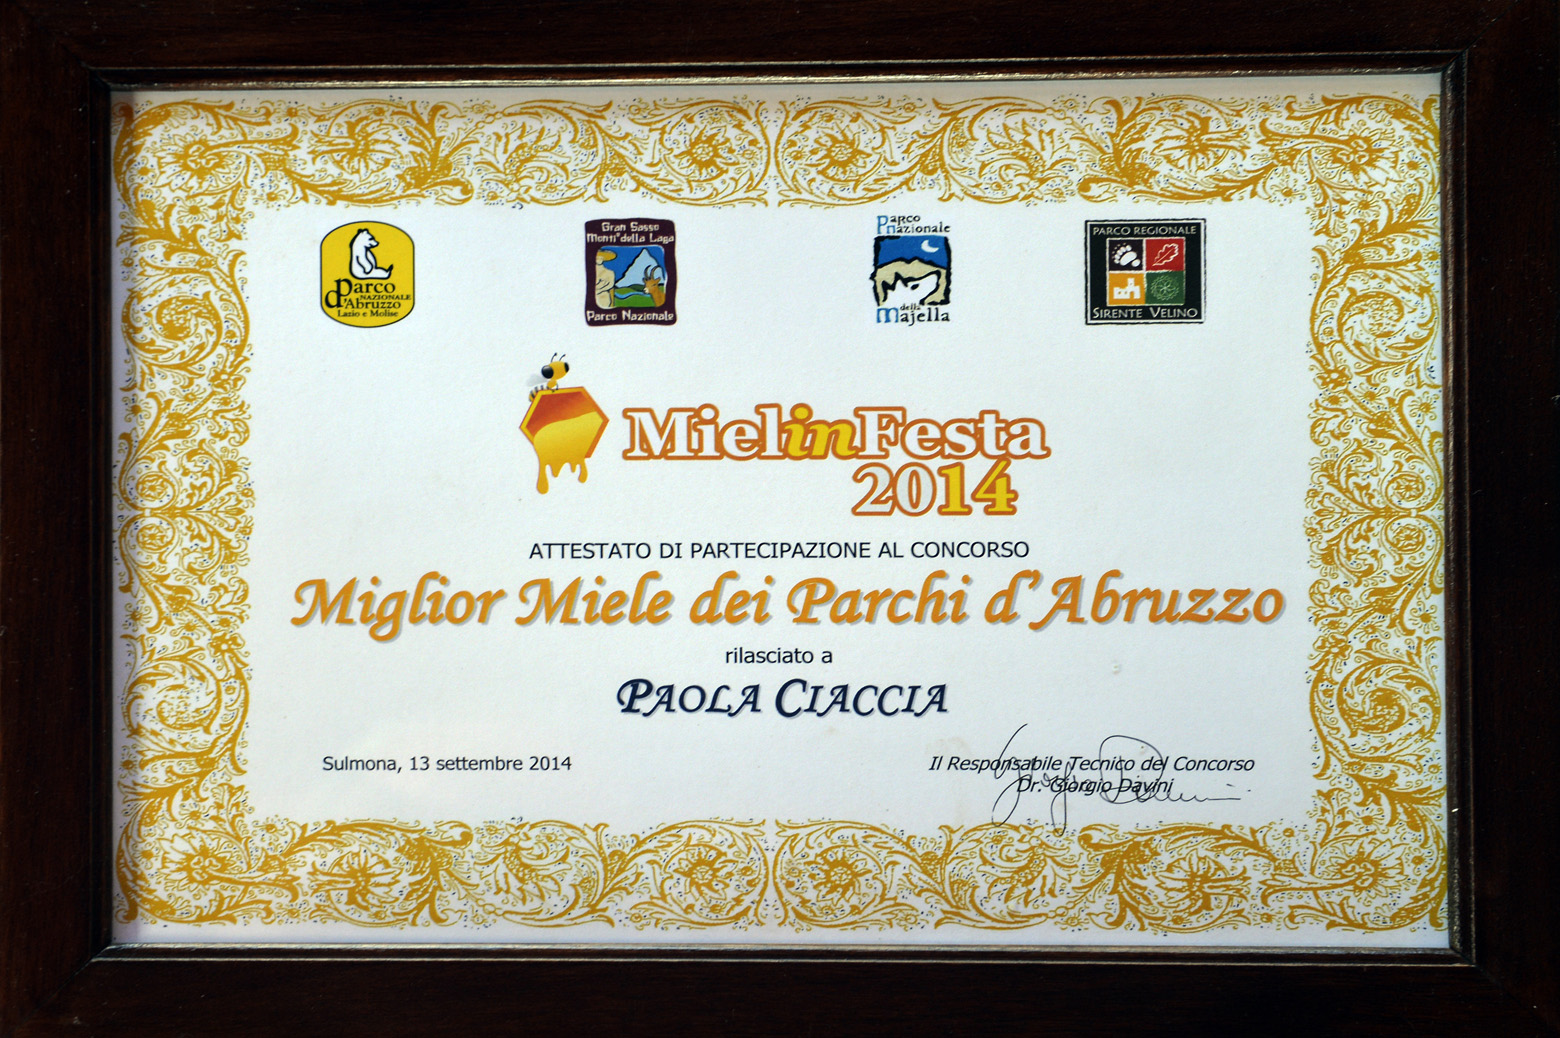 Parco
NAZIONALE
d'Abruzzo
Lazio e Molise
Gran Sasso
Monti della Laga
Parco Nazionale
Parco
Nazionale
della
Majella
PARCO REGIONALE
SIRENTE VELINO
MielinFesta
2014
ATTESTATO DI PARTECIPAZIONE AL CONCORSO
Miglior Miele dei Parchi d'Abruzzo
rilasciato a
PAOLA CIACCIA
Sulmona, 13 settembre 2014
Il Responsabile Tecnico del Concorso
Dr. Giorgio Davini